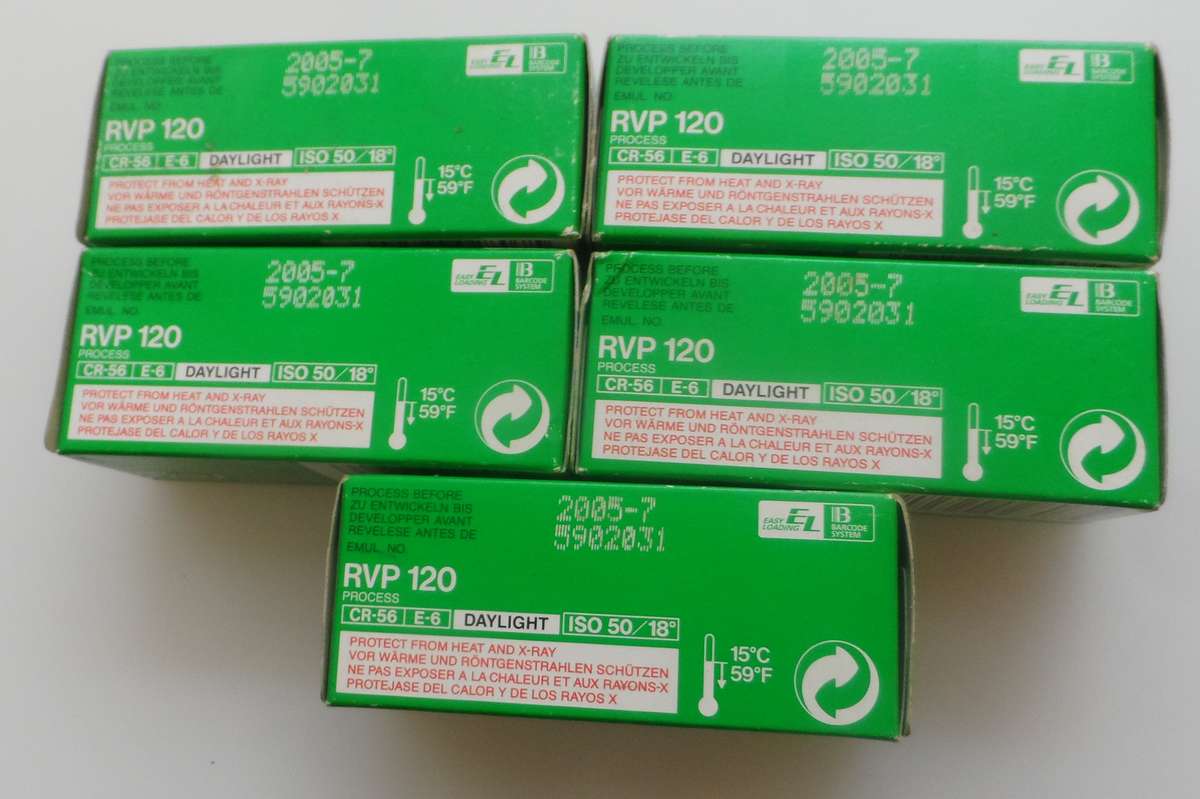 PROCESS BEFORE
ZU ENTWICKELN BIS
DEVELOPPER AVANT
REVELESE ANTES DE
EMUL. NO.
2005-7
5902031
EASY LOADING EL
B BARCODE SYSTEM
RVP 120
PROCESS
CR-56 E-6 DAYLIGHT ISO 50/18°
PROTECT FROM HEAT AND X-RAY
VOR WÄRME UND RÖNTGENSTRAHLEN SCHÜTZEN
NE PAS EXPOSER A LA CHALEUR ET AUX RAYONS-X
PROTEJASE DEL CALOR Y DE LOS RAYOS X
15°C
59°F
PROCESS BEFORE
ZU ENTWICKELN BIS
DEVELOPPER AVANT
REVELESE ANTES DE
EMUL. NO.
2005-7
5902031
EASY LOADING EL
B BARCODE SYSTEM
RVP 120
PROCESS
CR-56 E-6 DAYLIGHT ISO 50/18°
PROTECT FROM HEAT AND X-RAY
VOR WÄRME UND RÖNTGENSTRAHLEN SCHÜTZEN
NE PAS EXPOSER A LA CHALEUR ET AUX RAYONS-X
PROTEJASE DEL CALOR Y DE LOS RAYOS X
15°C
59°F
PROCESS BEFORE
ZU ENTWICKELN BIS
DEVELOPPER AVANT
REVELESE ANTES DE
EMUL. NO.
2005-7
5902031
EASY LOADING EL
B BARCODE SYSTEM
RVP 120
PROCESS
CR-56 E-6 DAYLIGHT ISO 50/18°
PROTECT FROM HEAT AND X-RAY
VOR WÄRME UND RÖNTGENSTRAHLEN SCHÜTZEN
NE PAS EXPOSER A LA CHALEUR ET AUX RAYONS-X
PROTEJASE DEL CALOR Y DE LOS RAYOS X
15°C
59°F
PROCESS BEFORE
ZU ENTWICKELN BIS
DEVELOPPER AVANT
REVELESE ANTES DE
EMUL. NO.
2005-7
5902031
EASY LOADING EL
B BARCODE SYSTEM
RVP 120
PROCESS
CR-56 E-6 DAYLIGHT ISO 50/18°
PROTECT FROM HEAT AND X-RAY
VOR WÄRME UND RÖNTGENSTRAHLEN SCHÜTZEN
NE PAS EXPOSER A LA CHALEUR ET AUX RAYONS-X
PROTEJASE DEL CALOR Y DE LOS RAYOS X
15°C
59°F
PROCESS BEFORE
ZU ENTWICKELN BIS
DEVELOPPER AVANT
REVELESE ANTES DE
EMUL. NO.
2005-7
5902031
EASY LOADING EL
B BARCODE SYSTEM
RVP 120
PROCESS
CR-56 E-6 DAYLIGHT ISO 50/18°
PROTECT FROM HEAT AND X-RAY
VOR WÄRME UND RÖNTGENSTRAHLEN SCHÜTZEN
NE PAS EXPOSER A LA CHALEUR ET AUX RAYONS-X
PROTEJASE DEL CALOR Y DE LOS RAYOS X
15°C
59°F